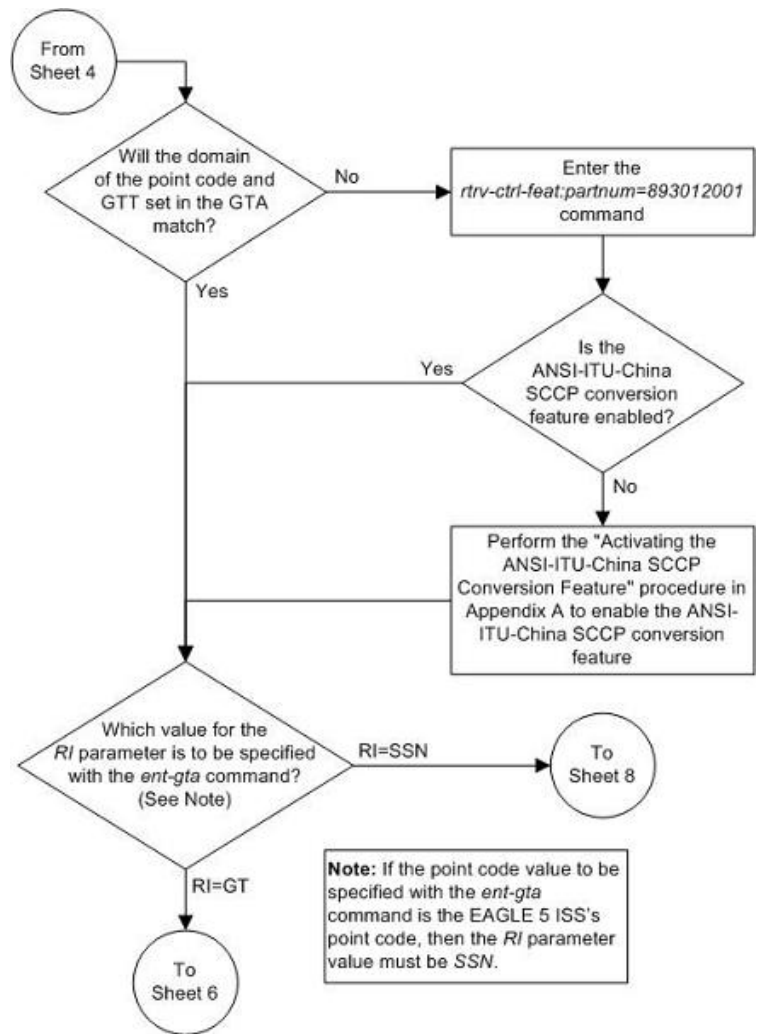 From
Sheet 4
Will the domain
of the point code and
GTT set in the GTA
match?
No
Enter the
rtrv-ctrl-feat:partnum=893012001
command
Yes
Is the
ANSI-ITU-China
SCCP conversion
feature enabled?
Yes
No
Perform the "Activating the
ANSI-ITU-China SCCP
Conversion Feature" procedure in
Appendix A to enable the ANSI-
ITU-China SCCP conversion
feature
Which value for the
RI parameter is to be specified
with the ent-gta command?
(See Note)
RI=SSN
To
Sheet 8
RI=GT
To
Sheet 6
Note: If the point code value to be
specified with the ent-gta
command is the EAGLE 5 ISS's
point code, then the RI parameter
value must be SSN.